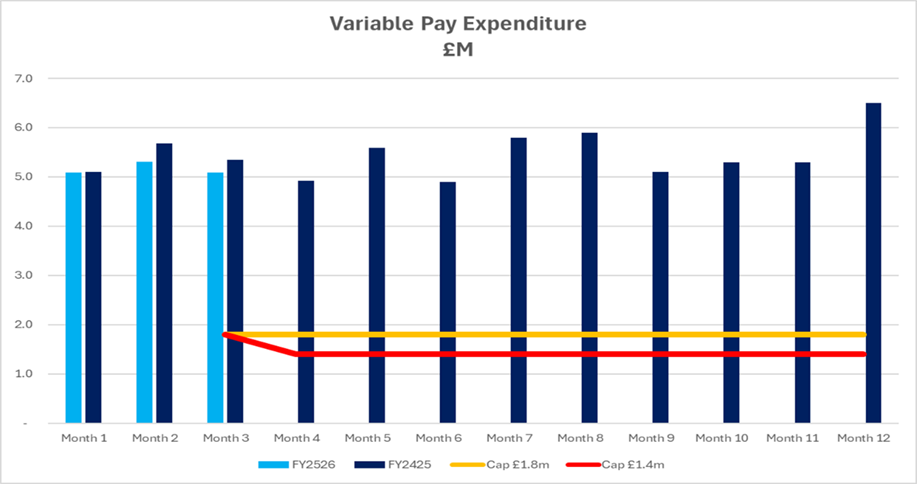 Variable Pay Expenditure
£M
7.0
6.0
5.0
4.0
3.0
2.0
1.0
-
Month 1 Month 2 Month 3 Month 4 Month 5 Month 6 Month 7 Month 8 Month 9 Month 10 Month 11 Month 12
FY2526 FY2425 Cap £1.8m Cap £1.4m